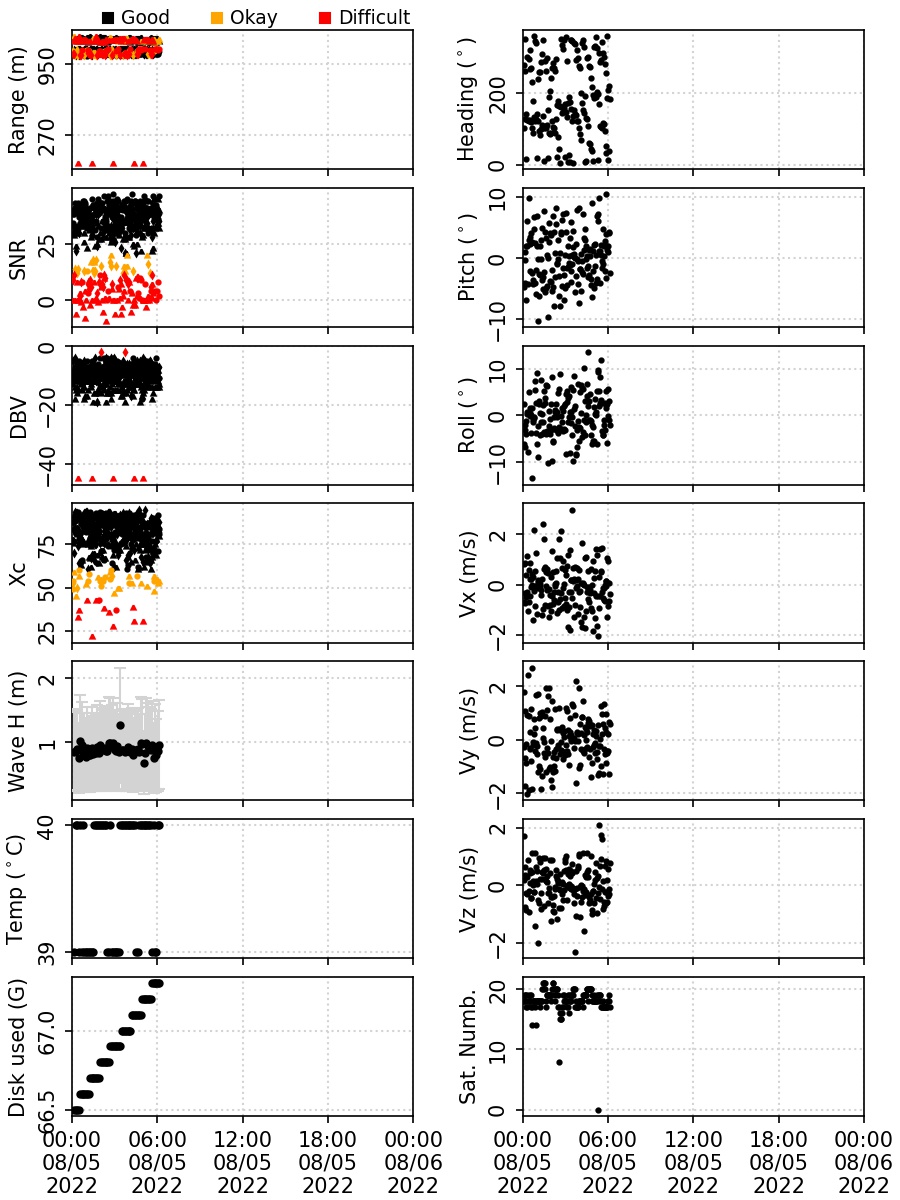 Good Okay Difficult
Range (m)
950
270
Heading (°)
200
0
SNR
25
0
Pitch (°)
10
0
−10
DBV
0
−20
−40
Roll (°)
10
0
−10
Xc
75
50
25
Vx (m/s)
2
0
−2
Wave H (m)
2
1
Vy (m/s)
2
0
−2
Temp (°C)
40
39
Vz (m/s)
2
0
−2
Disk used (G)
67.0
66.5
Sat. Numb.
20
10
0
00:00 06:00 12:00 18:00 00:00
08/05 08/05 08/05 08/05 08/06
2022 2022 2022 2022 2022
00:00 06:00 12:00 18:00 00:00
08/05 08/05 08/05 08/05 08/06
2022 2022 2022 2022 2022